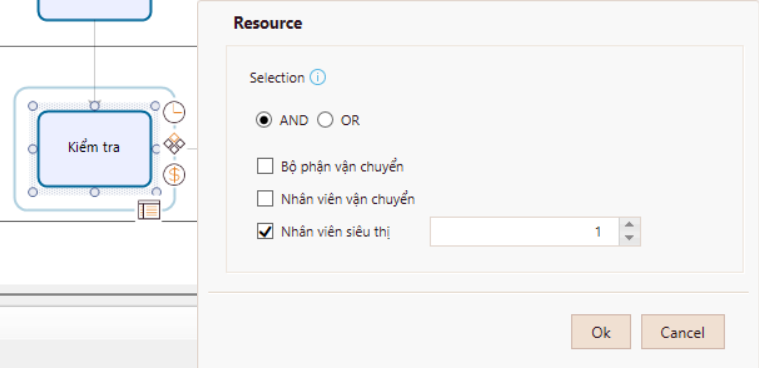 Resource
Selection
AND OR
Bộ phận vận chuyển
Nhân viên vận chuyển
Kiểm tra
Nhân viên siêu thị 1
Ok Cancel